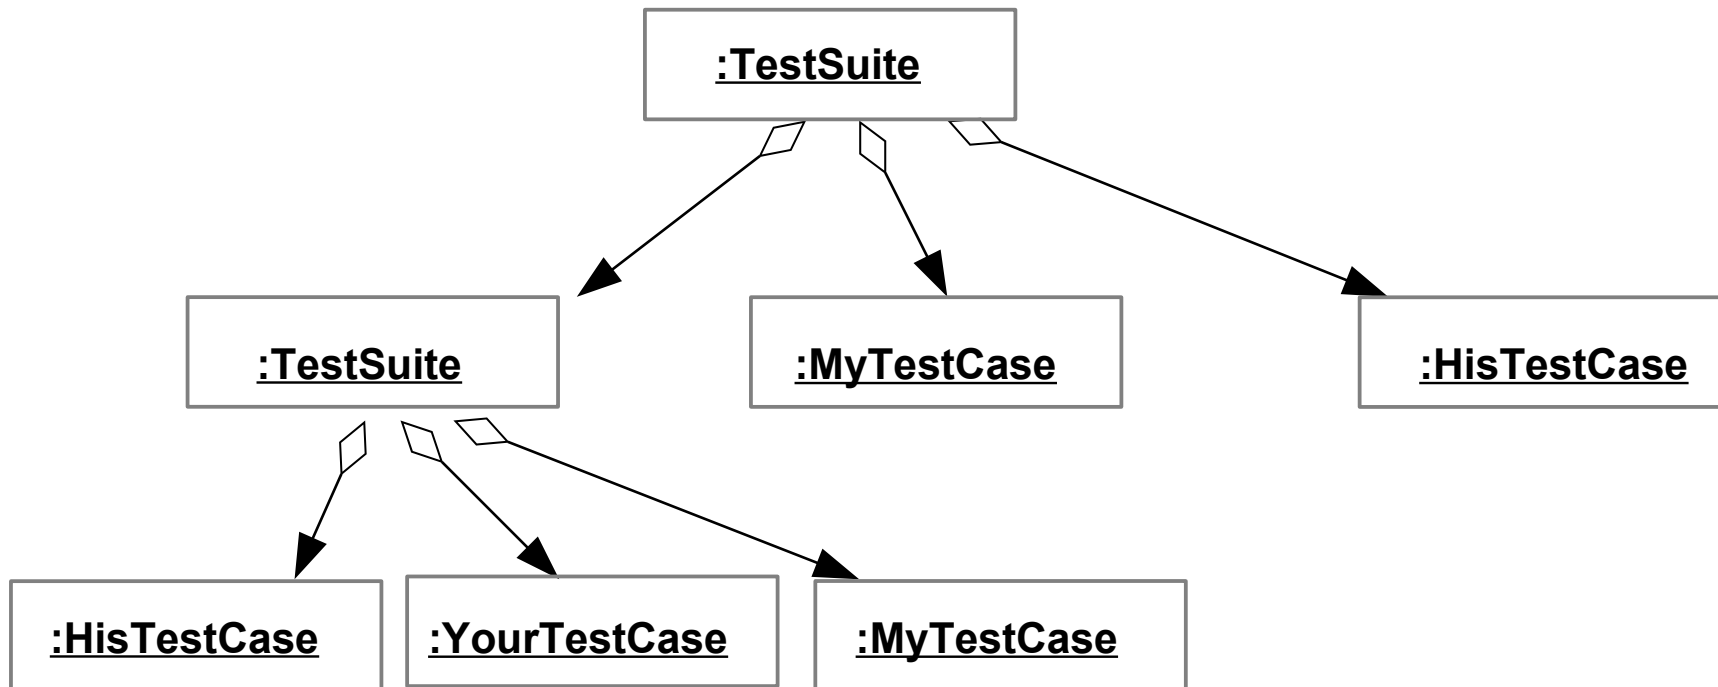 :TestSuite
:TestSuite
:MyTestCase
:HisTestCase
:HisTestCase
:YourTestCase
:MyTestCase